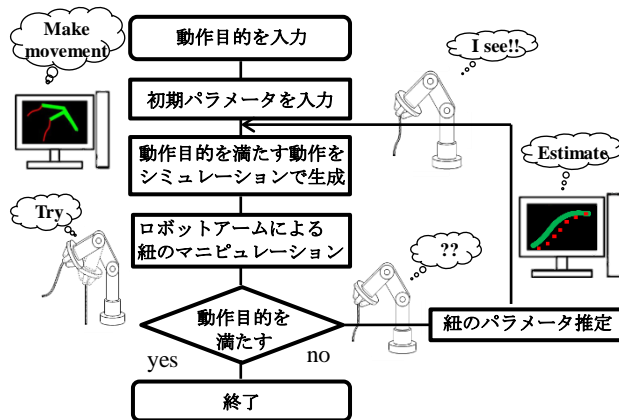 Make
movement
動作目的を入力
I see!!
初期パラメータを入力
動作目的を満たす動作を
シミュレーションで生成
Estimate
Try
ロボットアームによる
紐のマニピュレーション
??
動作目的を
満たす
紐のパラメータ推定
yes
no
終了